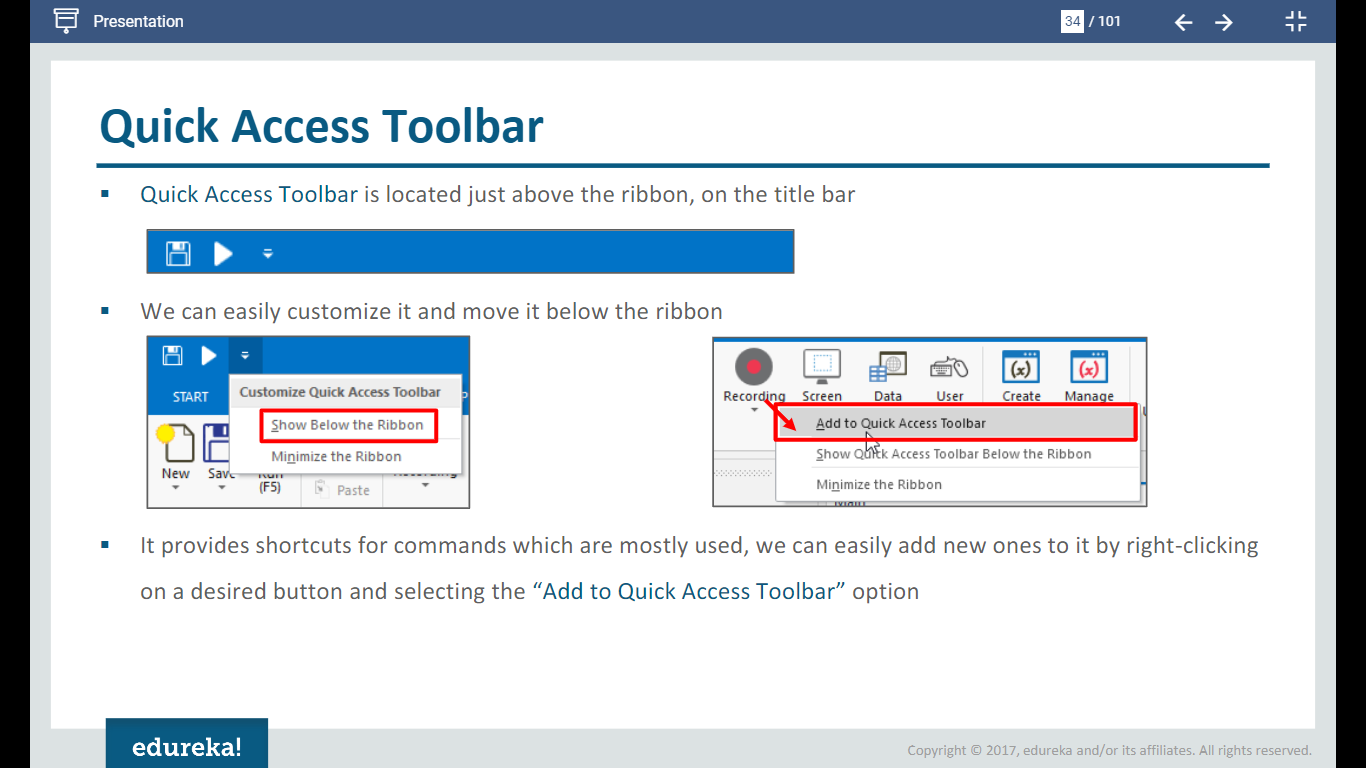 Presentation
34 / 101
Quick Access Toolbar
▪ Quick Access Toolbar is located just above the ribbon, on the title bar
▪ We can easily customize it and move it below the ribbon
START
Customize Quick Access Toolbar
Show Below the Ribbon
Minimize the Ribbon
New
Save
Run
(F5)
Paste
Recording
Recording Screen Data User Create Manage
Add to Quick Access Toolbar
Show Quick Access Toolbar Below the Ribbon
Minimize the Ribbon
Main
▪ It provides shortcuts for commands which are mostly used, we can easily add new ones to it by right-clicking
on a desired button and selecting the “Add to Quick Access Toolbar” option
edureka!
Copyright © 2017, edureka and/or its affiliates. All rights reserved.